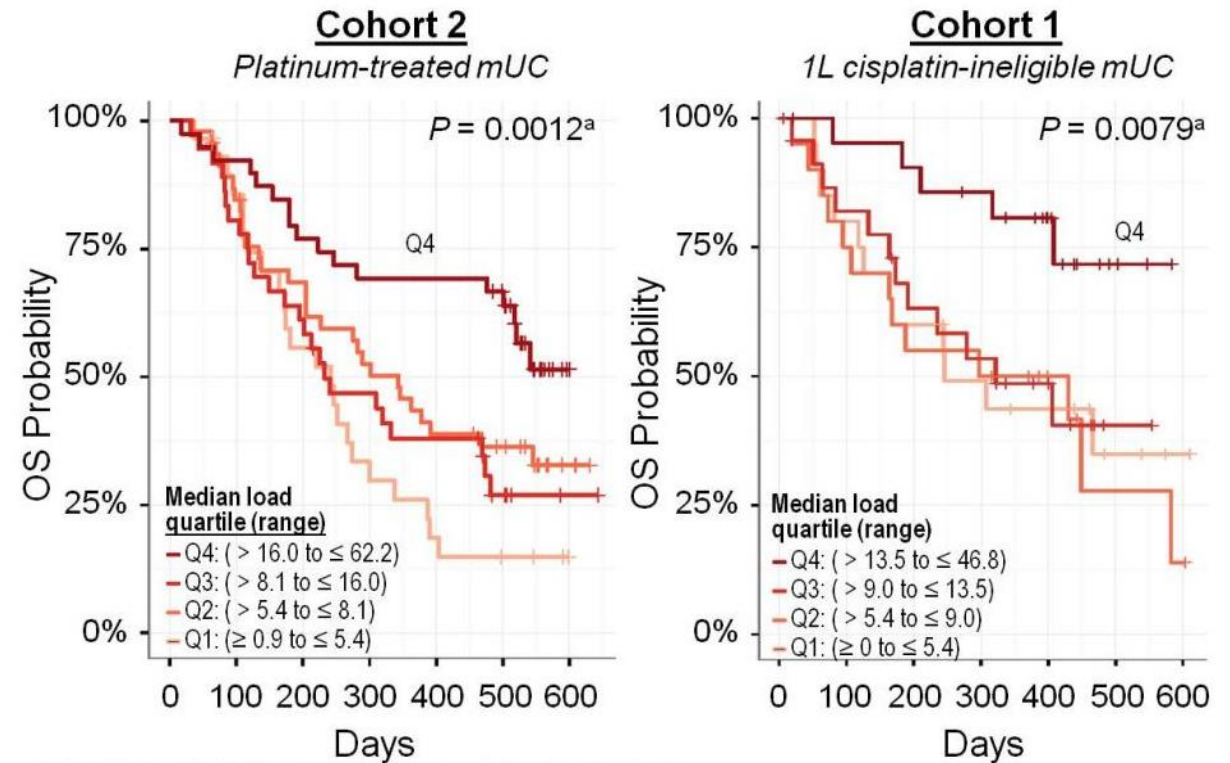 Cohort 2
Platinum-treated mUC
100%
75%
50%
25%
0%
OS Probability
P = 0.0012ᵃ
Q4
Median load
quartile (range)
Q4: ( > 16.0 to ≤ 62.2)
Q3: ( > 8.1 to ≤ 16.0)
Q2: ( > 5.4 to ≤ 8.1)
Q1: (≥ 0.9 to ≤ 5.4)
0 100 200 300 400 500 600
Days
Cohort 1
1L cisplatin-ineligible mUC
100%
75%
50%
25%
0%
OS Probability
P = 0.0079ᵃ
Q4
Median load
quartile (range)
Q4: ( > 13.5 to ≤ 46.8)
Q3: ( > 9.0 to ≤ 13.5)
Q2: ( > 5.4 to ≤ 9.0)
Q1: (≥ 0 to ≤ 5.4)
0 100 200 300 400 500 600
Days